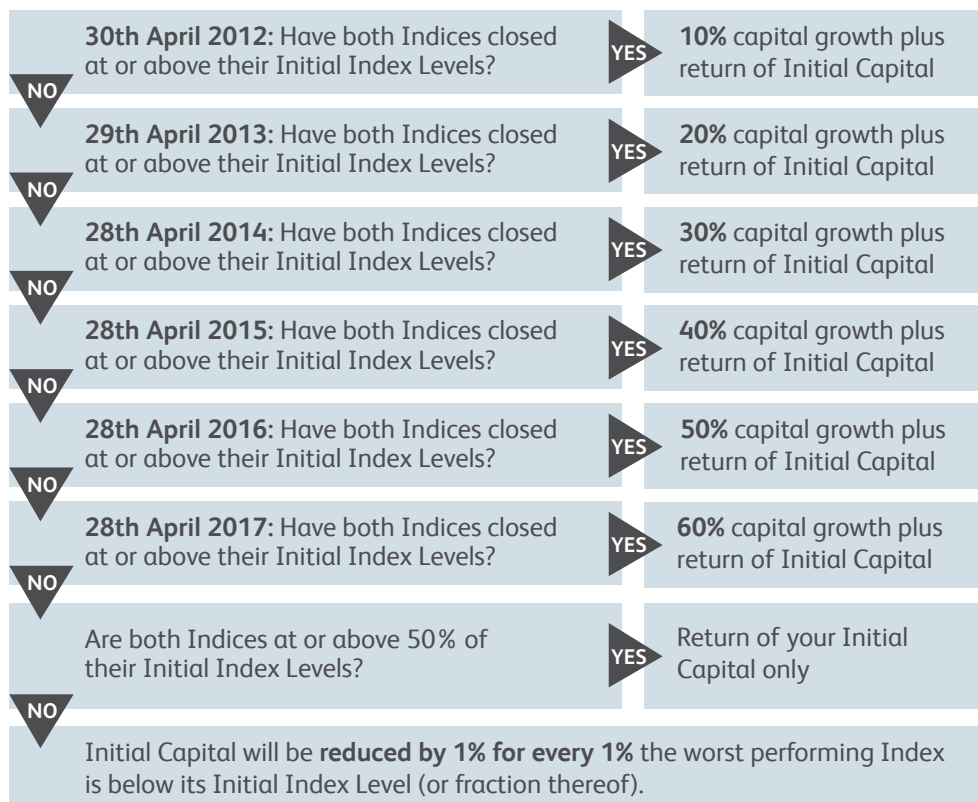 30th April 2012: Have both Indices closed
at or above their Initial Index Levels?
YES
10% capital growth plus
return of Initial Capital
NO
29th April 2013: Have both Indices closed
at or above their Initial Index Levels?
YES
20% capital growth plus
return of Initial Capital
NO
28th April 2014: Have both Indices closed
at or above their Initial Index Levels?
YES
30% capital growth plus
return of Initial Capital
NO
28th April 2015: Have both Indices closed
at or above their Initial Index Levels?
YES
40% capital growth plus
return of Initial Capital
NO
28th April 2016: Have both Indices closed
at or above their Initial Index Levels?
YES
50% capital growth plus
return of Initial Capital
NO
28th April 2017: Have both Indices closed
at or above their Initial Index Levels?
YES
60% capital growth plus
return of Initial Capital
NO
Are both Indices at or above 50% of
their Initial Index Levels?
YES
Return of your Initial
Capital only
NO
Initial Capital will be reduced by 1% for every 1% the worst performing Index
is below its Initial Index Level (or fraction thereof).